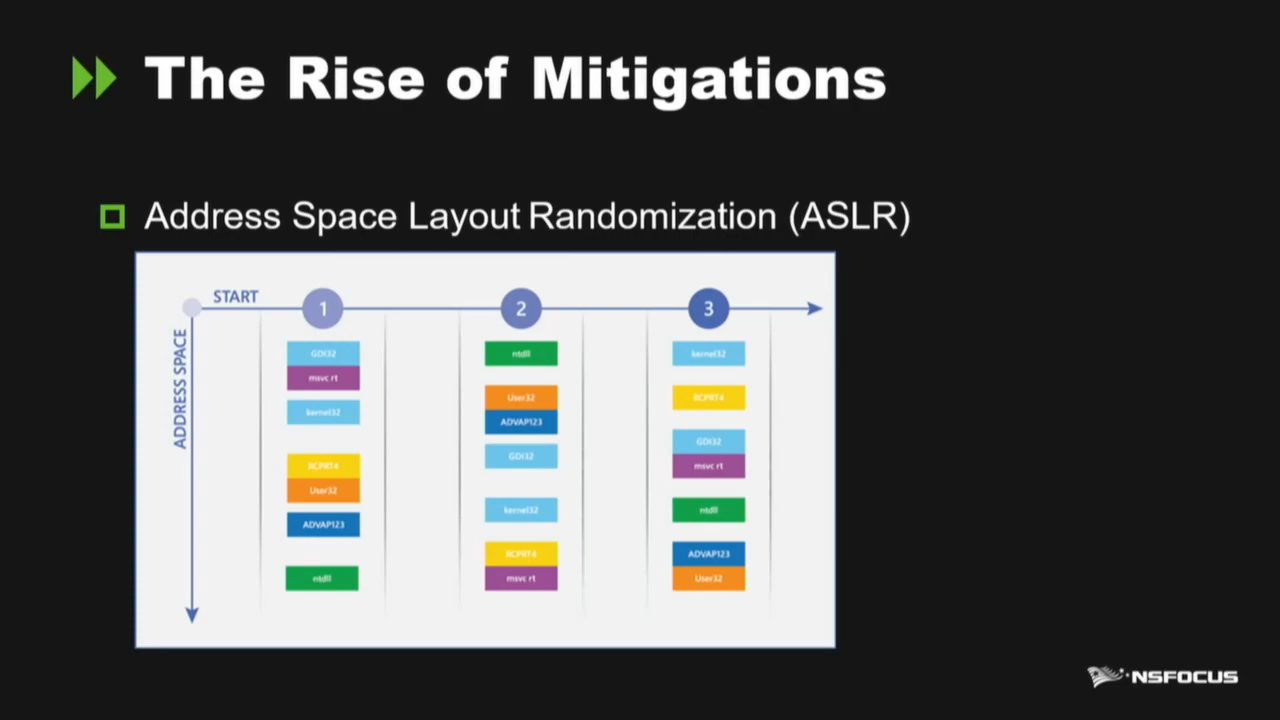 The Rise of Mitigations
Address Space Layout Randomization (ASLR)
START
1
2
3
ADDRESS SPACE
GDI32
msvc rt
kernel32
RCPRT4
User32
ADVAP123
ntdll
ntdll
User32
ADVAP123
GDI32
kernel32
RCPRT4
msvc rt
kernel32
RCPRT4
GDI32
msvc rt
ntdll
ADVAP123
User32
NSFOCUS